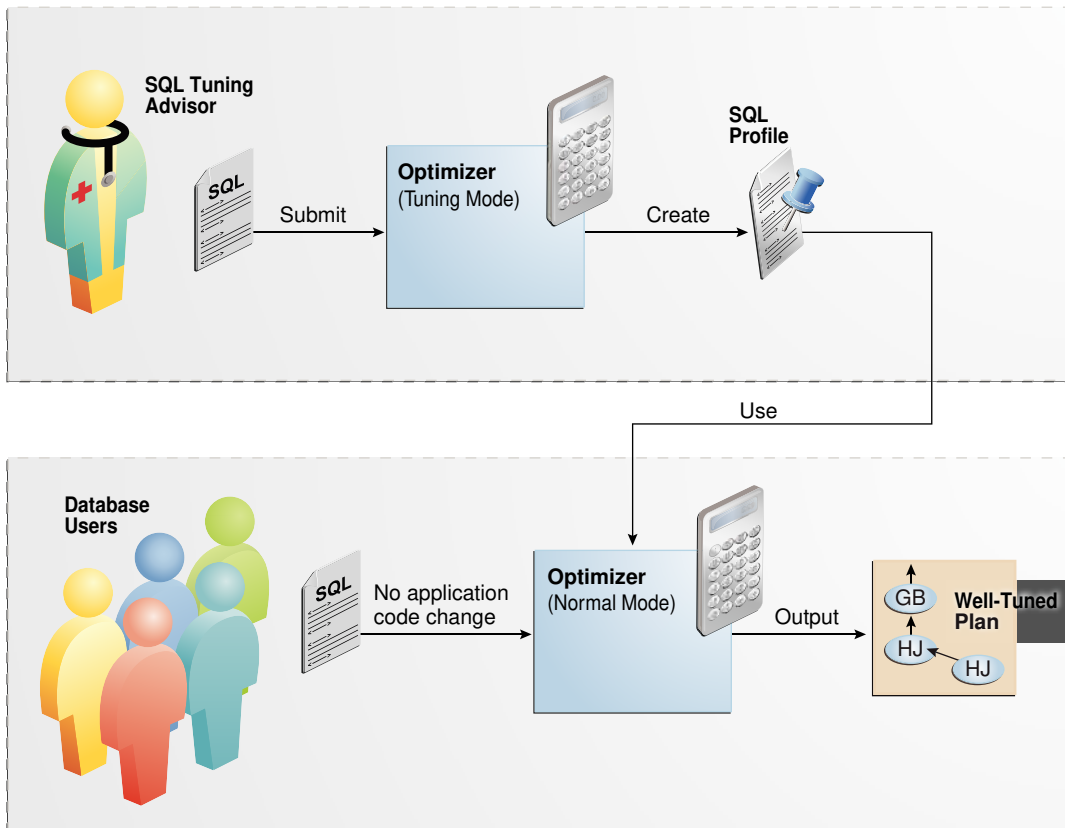 SQL Tuning
Advisor
SQL
Submit
Optimizer
(Tuning Mode)
Create
SQL
Profile
Use
Database
Users
SQL
No application
code change
Optimizer
(Normal Mode)
Output
GB
HJ
HJ
Well-Tuned
Plan